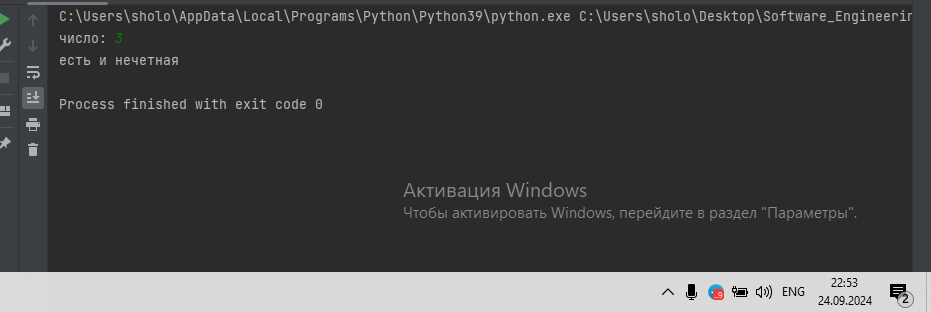 C:\Users\sholo\AppData\Local\Programs\Python\Python39\python.exe C:\Users\sholo\Desktop\Software_Engineerin
число: 3
есть и нечетная
Process finished with exit code 0
Активация Windows
Чтобы активировать Windows, перейдите в раздел "Параметры".
22:53
ENG
24.09.2024
2